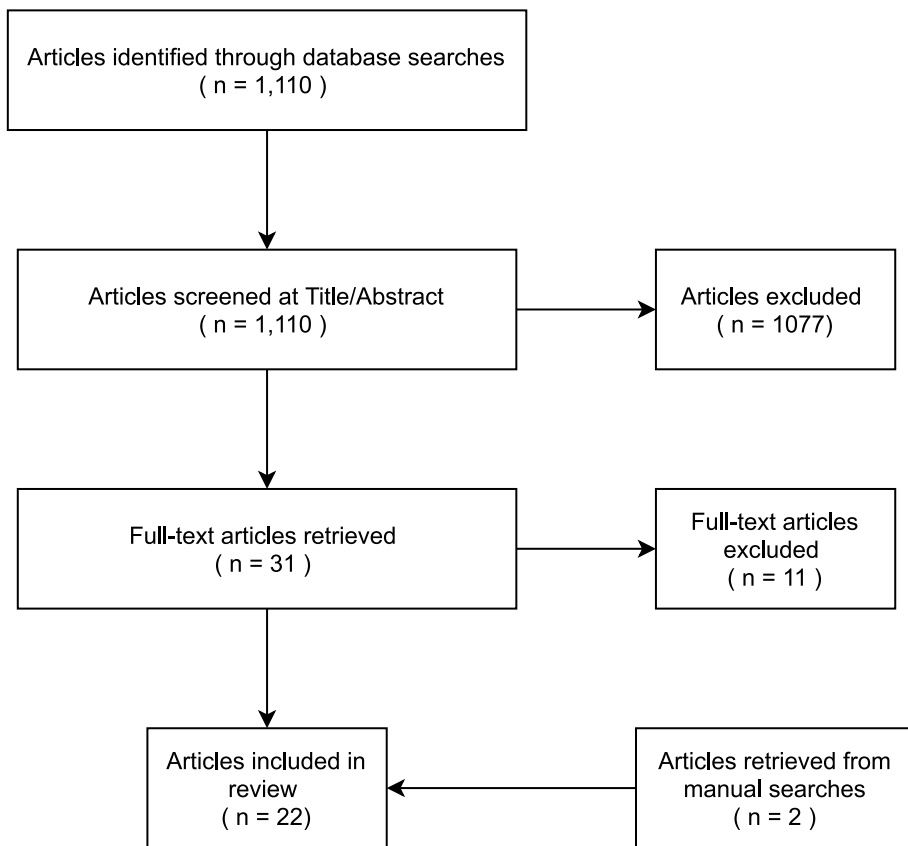 Articles identified through database searches
( n = 1,110 )
Articles screened at Title/Abstract
( n = 1,110 )
Articles excluded
( n = 1077)
Full-text articles retrieved
( n = 31 )
Full-text articles
excluded
( n = 11 )
Articles included in
review
( n = 22)
Articles retrieved from
manual searches
( n = 2 )